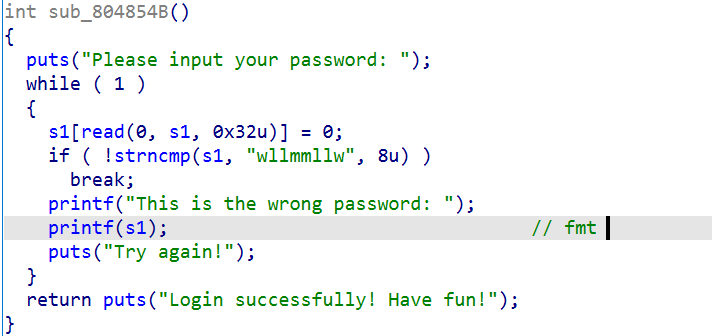 int sub_804854B()
{
  puts("Please input your password: ");
  while ( 1 )
  {
    s1[read(0, s1, 0x32u)] = 0;
    if ( !strncmp(s1, "wllmmllw", 8u) )
      break;
    printf("This is the wrong password: ");
    printf(s1);                              // fmt
    puts("Try again!");
  }
  return puts("Login successfully! Have fun!");
}